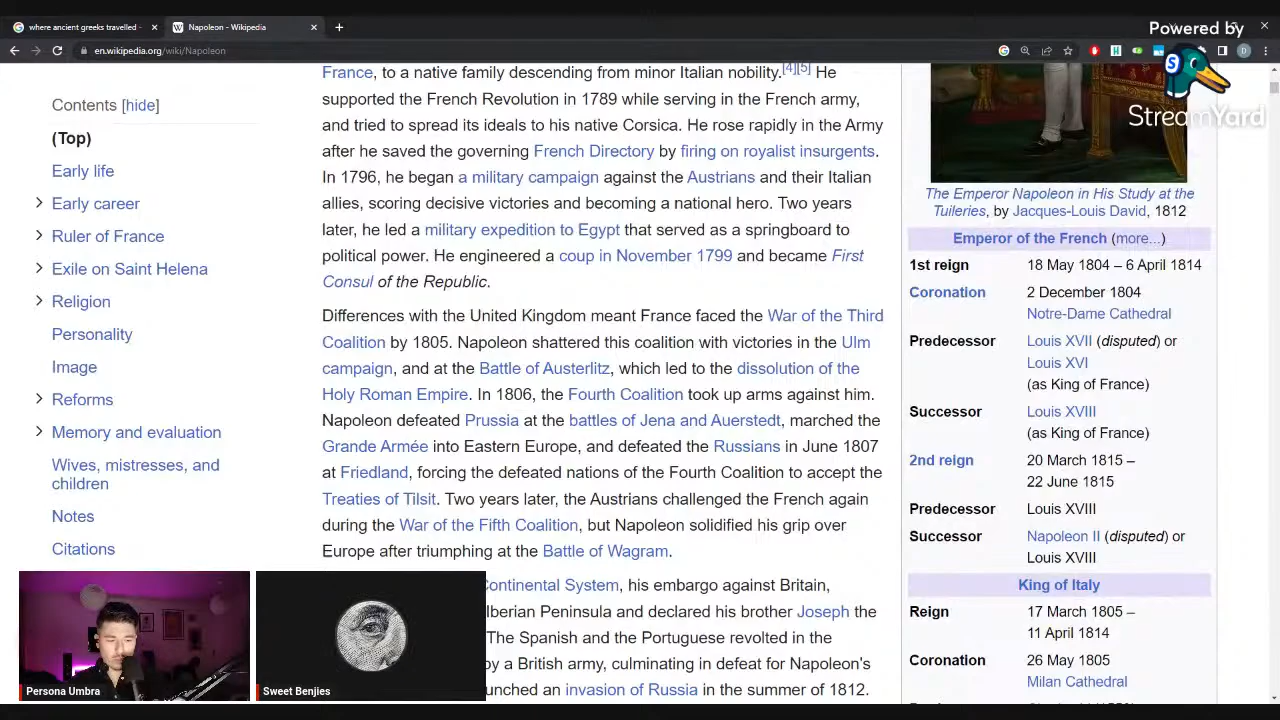 where ancient greeks travelled -
Napoleon - Wikipedia
en.wikipedia.org/wiki/Napoleon
Powered by
StreamYard
Contents [hide]
(Top)
Early life
Early career
Ruler of France
Exile on Saint Helena
Religion
Personality
Image
Reforms
Memory and evaluation
Wives, mistresses, and
children
Notes
Citations
France, to a native family descending from minor Italian nobility.[4][5] He
supported the French Revolution in 1789 while serving in the French army,
and tried to spread its ideals to his native Corsica. He rose rapidly in the Army
after he saved the governing French Directory by firing on royalist insurgents.
In 1796, he began a military campaign against the Austrians and their Italian
allies, scoring decisive victories and becoming a national hero. Two years
later, he led a military expedition to Egypt that served as a springboard to
political power. He engineered a coup in November 1799 and became First
Consul of the Republic.
Differences with the United Kingdom meant France faced the War of the Third
Coalition by 1805. Napoleon shattered this coalition with victories in the Ulm
campaign, and at the Battle of Austerlitz, which led to the dissolution of the
Holy Roman Empire. In 1806, the Fourth Coalition took up arms against him.
Napoleon defeated Prussia at the battles of Jena and Auerstedt, marched the
Grande Armée into Eastern Europe, and defeated the Russians in June 1807
at Friedland, forcing the defeated nations of the Fourth Coalition to accept the
Treaties of Tilsit. Two years later, the Austrians challenged the French again
during the War of the Fifth Coalition, but Napoleon solidified his grip over
Europe after triumphing at the Battle of Wagram.
Continental System, his embargo against Britain,
Iberian Peninsula and declared his brother Joseph the
The Spanish and the Portuguese revolted in the
by a British army, culminating in defeat for Napoleon's
an invasion of Russia in the summer of 1812.
The Emperor Napoleon in His Study at the
Tuileries, by Jacques-Louis David, 1812
Emperor of the French (more...)
1st reign 18 May 1804 – 6 April 1814
Coronation 2 December 1804
Notre-Dame Cathedral
Predecessor Louis XVII (disputed) or
Louis XVI
(as King of France)
Successor Louis XVIII
(as King of France)
2nd reign 20 March 1815 –
22 June 1815
Predecessor Louis XVIII
Successor Napoleon II (disputed) or
Louis XVIII
King of Italy
Reign 17 March 1805 –
11 April 1814
Coronation 26 May 1805
Milan Cathedral
Persona Umbra
Sweet Benjies